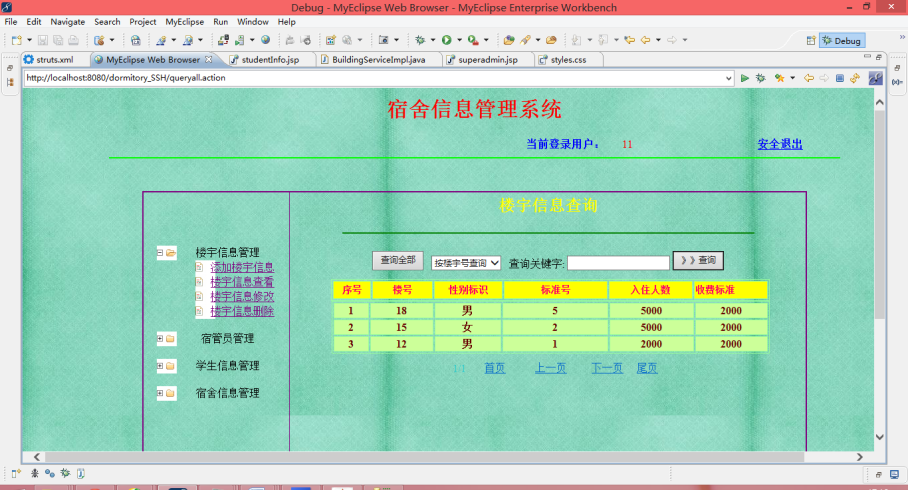 Debug - MyEclipse Web Browser - MyEclipse Enterprise Workbench
File Edit Navigate Search Project MyEclipse Run Window Help
Debug
struts.xml MyEclipse Web Browser studentInfo.jsp BuildingServiceImpl.java superadmin.jsp styles.css
http://localhost:8080/dormitory_SSH/queryall.action
宿舍信息管理系统
当前登录用户： 11 安全退出
楼宇信息查询
楼宇信息管理
添加楼宇信息
楼宇信息查看
楼宇信息修改
楼宇信息删除
宿管员管理
学生信息管理
宿舍信息管理
查询全部 按楼宇号查询 查询关键字: 》》查询
序号 楼号 性别标识 标准号 入住人数 收费标准
1 18 男 5 5000 2000
2 15 女 2 5000 2000
3 12 男 1 2000 2000
首页 上一页 下一页 尾页